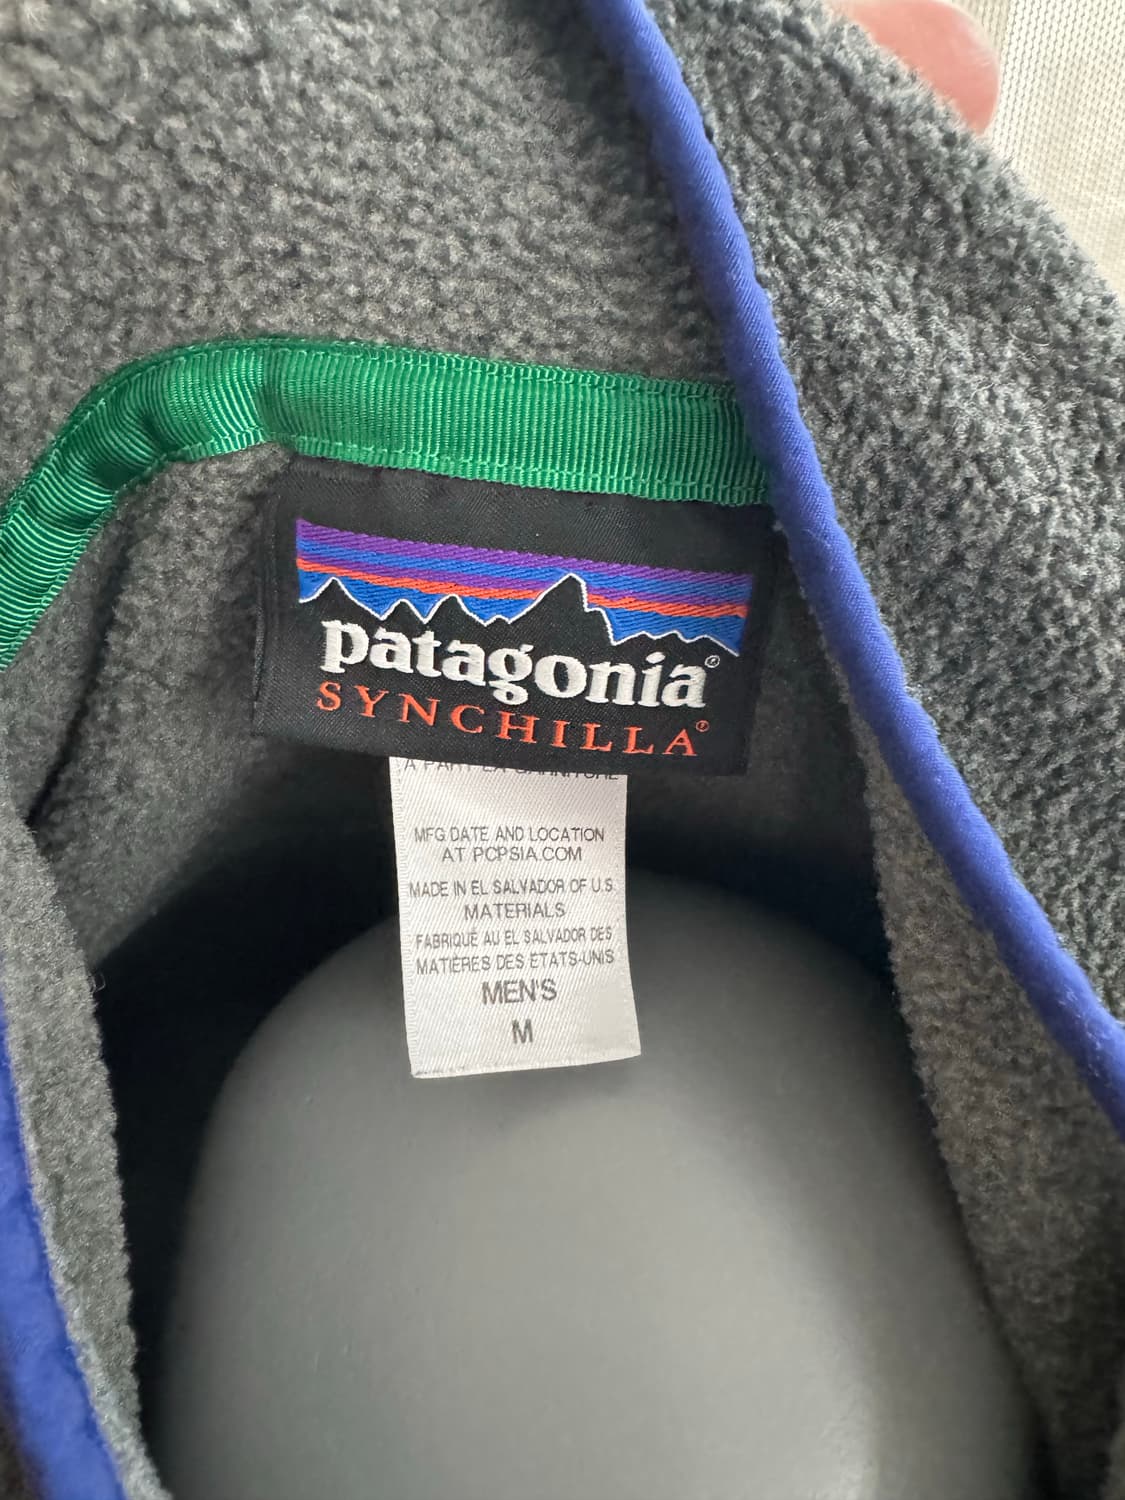 patagonia®
SYNCHILLA®
MFG DATE AND LOCATION
AT PCPSIA.COM
MADE IN EL SALVADOR OF U.S.
MATERIALS
FABRIQUÉ AU EL SALVADOR DES
MATIÈRES DES ÉTATS-UNIS
MEN'S
M